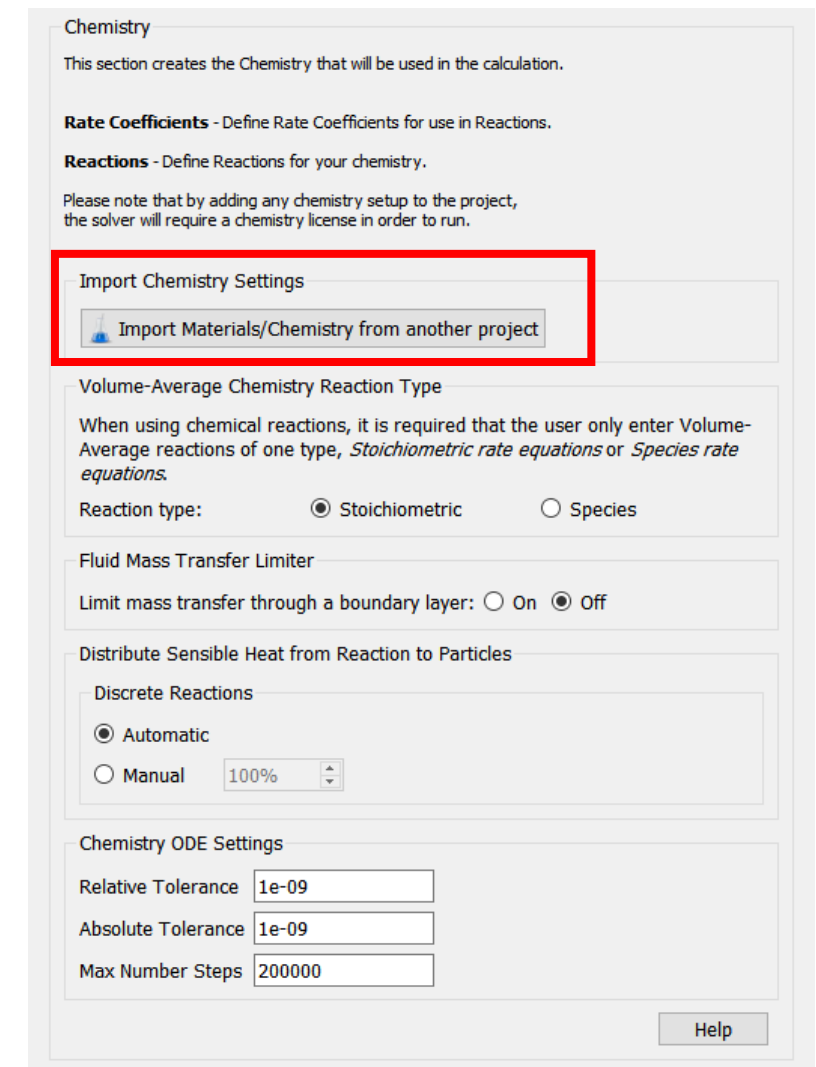 Chemistry
This section creates the Chemistry that will be used in the calculation.
Rate Coefficients - Define Rate Coefficients for use in Reactions.
Reactions - Define Reactions for your chemistry.
Please note that by adding any chemistry setup to the project,
the solver will require a chemistry license in order to run.
Import Chemistry Settings
Import Materials/Chemistry from another project
Volume-Average Chemistry Reaction Type
When using chemical reactions, it is required that the user only enter Volume-
Average reactions of one type, Stoichiometric rate equations or Species rate
equations.
Reaction type: Stoichiometric Species
Fluid Mass Transfer Limiter
Limit mass transfer through a boundary layer: On Off
Distribute Sensible Heat from Reaction to Particles
Discrete Reactions
Automatic
Manual 100%
Chemistry ODE Settings
Relative Tolerance 1e-09
Absolute Tolerance 1e-09
Max Number Steps 200000
Help